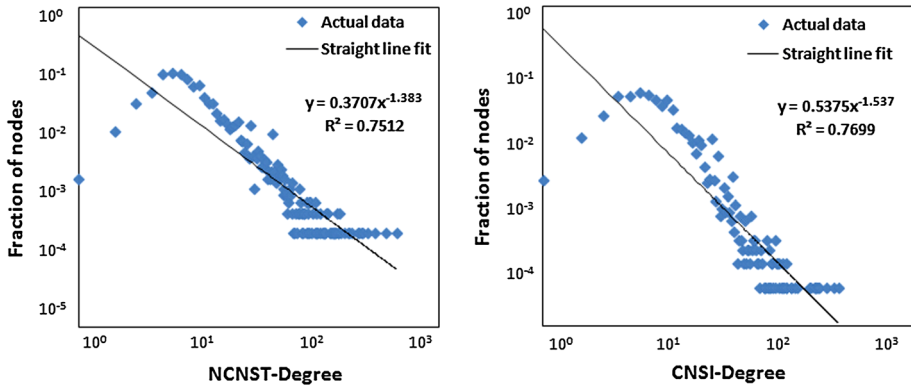 10⁰
10⁻¹
10⁻²
10⁻³
10⁻⁴
10⁻⁵
Fraction of nodes
Actual data
Straight line fit
y = 0.3707x⁻¹·³⁸³
R² = 0.7512
10⁰ 10¹ 10² 10³
NCNST-Degree
10⁰
10⁻¹
10⁻²
10⁻³
10⁻⁴
Fraction of nodes
Actual data
Straight line fit
y = 0.5375x⁻¹·⁵³⁷
R² = 0.7699
10⁰ 10¹ 10² 10³
CNSI-Degree